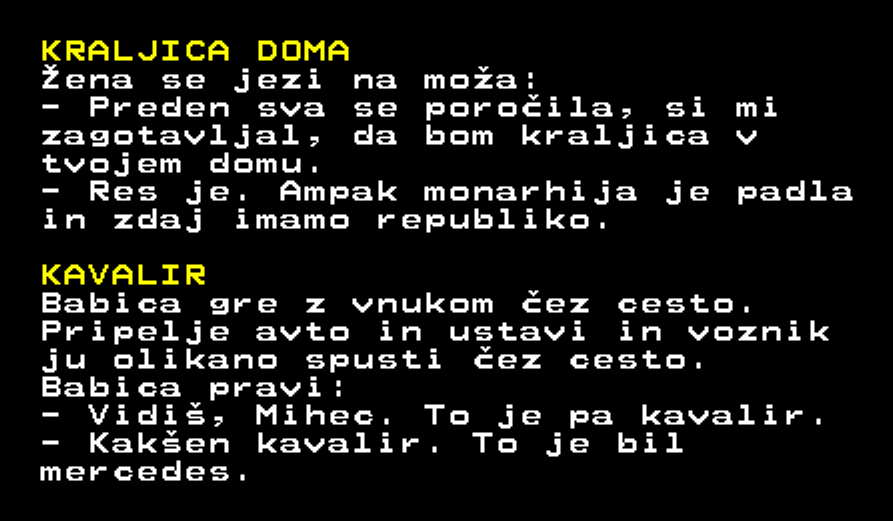 KRALJICA DOMA
Žena se jezi na moža:
- Preden sva se poročila, si mi
zagotavljal, da bom kraljica v
tvojem domu.
- Res je. Ampak monarhija je padla
in zdaj imamo republiko.
KAVALIR
Babica gre z vnukom čez cesto.
Pripelje avto in ustavi in voznik
ju olikano spusti čez cesto.
Babica pravi:
- Vidiš, Mihec. To je pa kavalir.
- Kakšen kavalir. To je bil
mercedes.